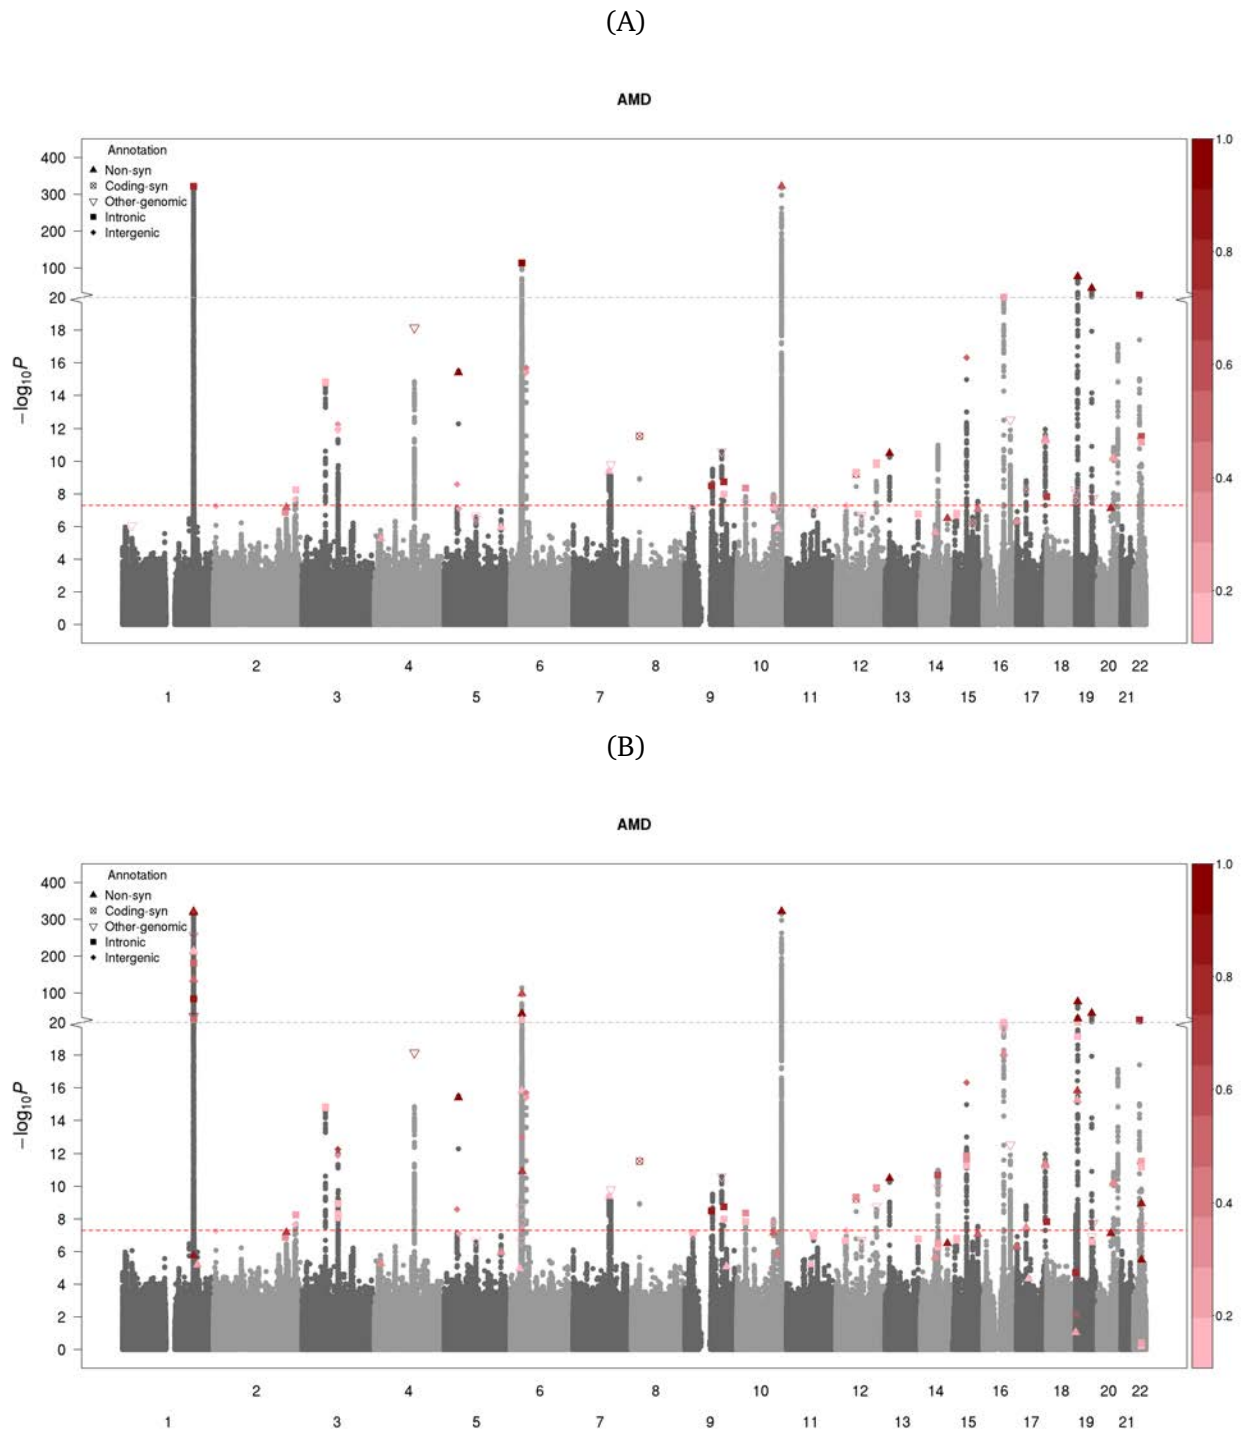 (A)
AMD
Annotation
Non-syn
Coding-syn
Other-genomic
Intronic
Intergenic
400
300
200
100
20
18
16
14
12
10
8
6
4
2
0
−log10P
1.0
0.8
0.6
0.4
0.2
2 4 6 8 10 12 14 16 18 20 22
1 3 5 7 9 11 13 15 17 19 21
(B)
AMD
Annotation
Non-syn
Coding-syn
Other-genomic
Intronic
Intergenic
400
300
200
100
20
18
16
14
12
10
8
6
4
2
0
−log10P
1.0
0.8
0.6
0.4
0.2
2 4 6 8 10 12 14 16 18 20 22
1 3 5 7 9 11 13 15 17 19 21